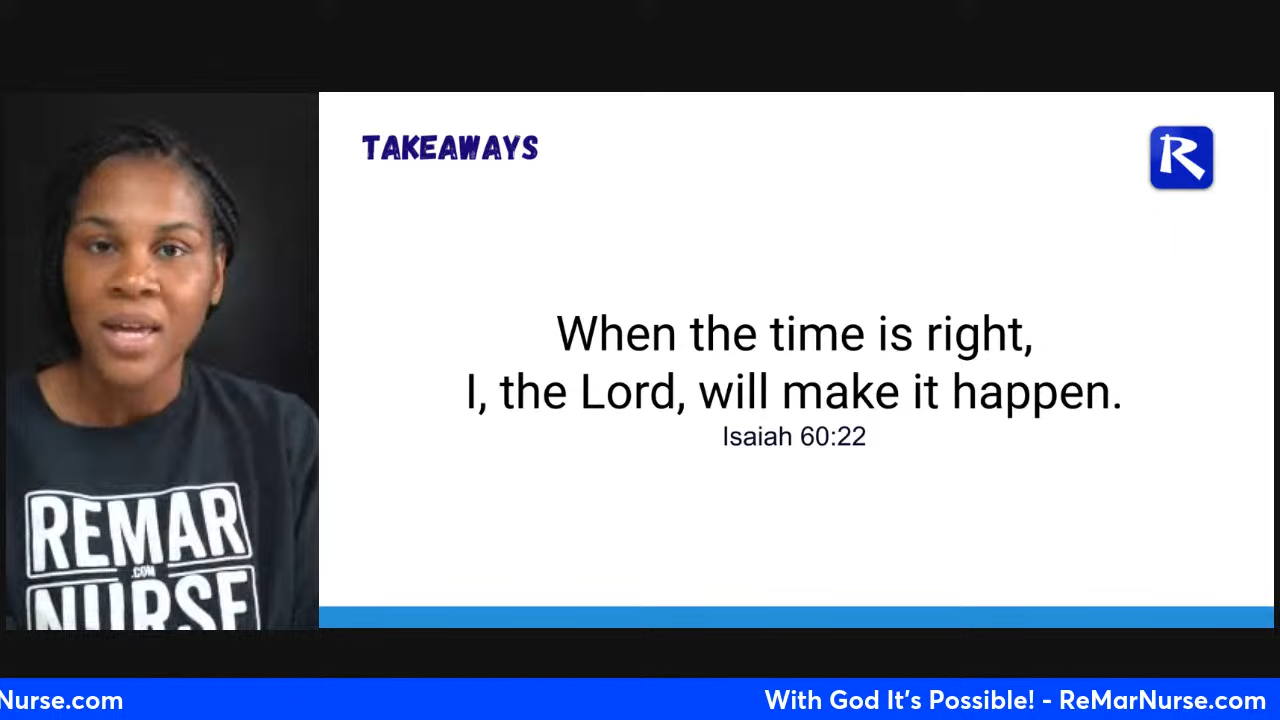 TAKEAWAYS
R
When the time is right,
I, the Lord, will make it happen.
Isaiah 60:22
REMAR
.COM
NURSE
Nurse.com
With God It's Possible! - ReMarNurse.com